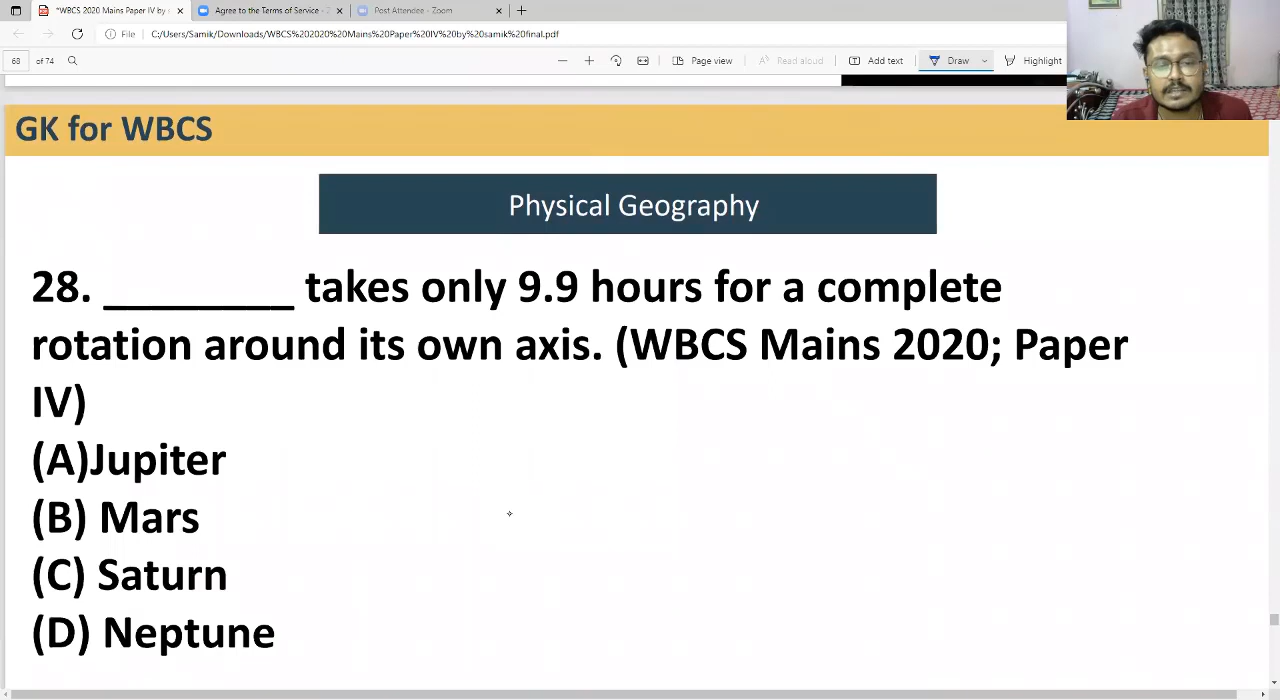 *WBCS 2020 Mains Paper IV by s
Agree to the Terms of Service - Z
Post Attendee - Zoom
File
C:/Users/Samik/Downloads/WBCS%202020%20Mains%20Paper%20IV%20by%20samik%20final.pdf
68 of 74
Page view
Read aloud
Add text
Draw
Highlight
GK for WBCS
Physical Geography
28. ________ takes only 9.9 hours for a complete
rotation around its own axis. (WBCS Mains 2020; Paper
IV)
(A)Jupiter
(B) Mars
(C) Saturn
(D) Neptune